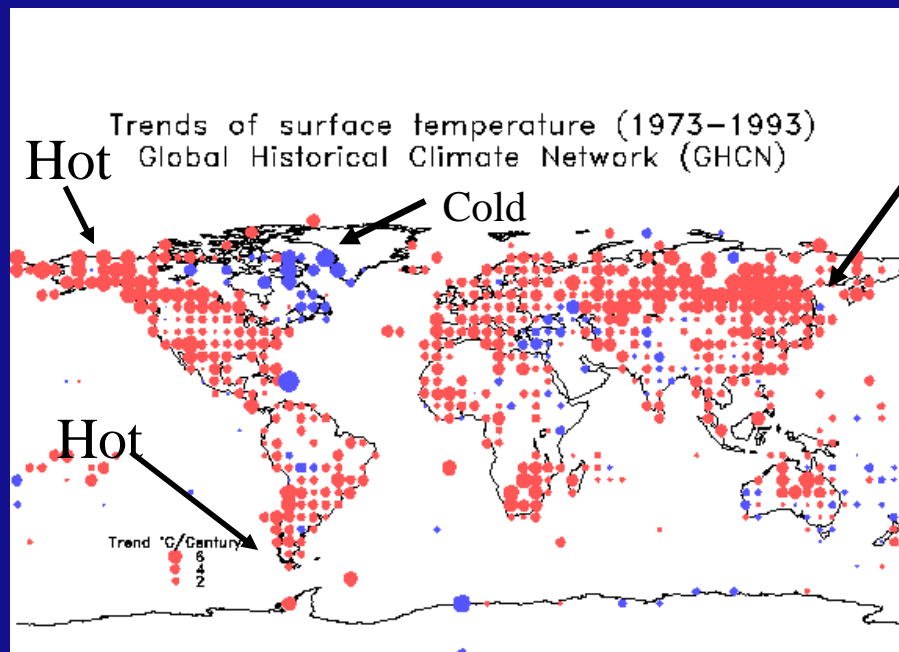 Trends of surface temperature (1973-1993)
Global Historical Climate Network (GHCN)
Hot
Cold
Hot
Trend °C/Century
6
4
2